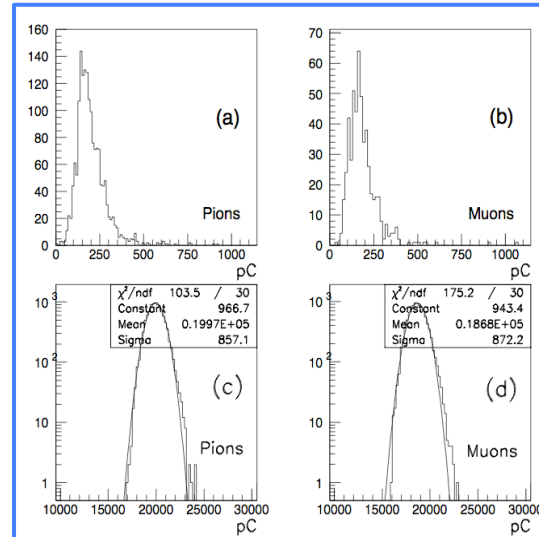 160
140
120
100
80
60
40
20
0
(a)
Pions
0 250 500 750 1000
pC
70
60
50
40
30
20
10
0
(b)
Muons
0 250 500 750 1000
pC
10³
10²
10
1
χ²/ndf 103.5 / 30
Constant 966.7
Mean 0.1997E+05
Sigma 857.1
(c)
Pions
10000 15000 20000 25000 30000
pC
10³
10²
10
1
χ²/ndf 175.2 / 30
Constant 943.4
Mean 0.1868E+05
Sigma 872.2
(d)
Muons
10000 15000 20000 25000 30000
pC